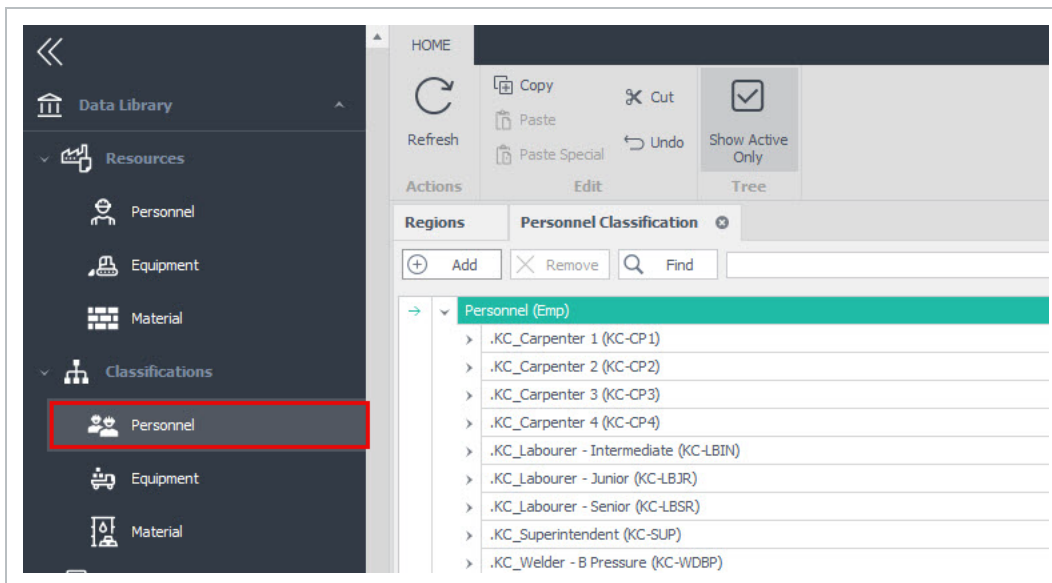 Data Library
Resources
Personnel
Equipment
Material
Classifications
Personnel
Equipment
Material
HOME
Refresh
Copy
Paste
Paste Special
Cut
Undo
Show Active
Only
Actions
Edit
Tree
Regions
Personnel Classification
Add
Remove
Find
Personnel (Emp)
.KC_Carpenter 1 (KC-CP1)
.KC_Carpenter 2 (KC-CP2)
.KC_Carpenter 3 (KC-CP3)
.KC_Carpenter 4 (KC-CP4)
.KC_Labourer - Intermediate (KC-LBIN)
.KC_Labourer - Junior (KC-LBJR)
.KC_Labourer - Senior (KC-LBSR)
.KC_Superintendent (KC-SUP)
.KC_Welder - B Pressure (KC-WDBP)